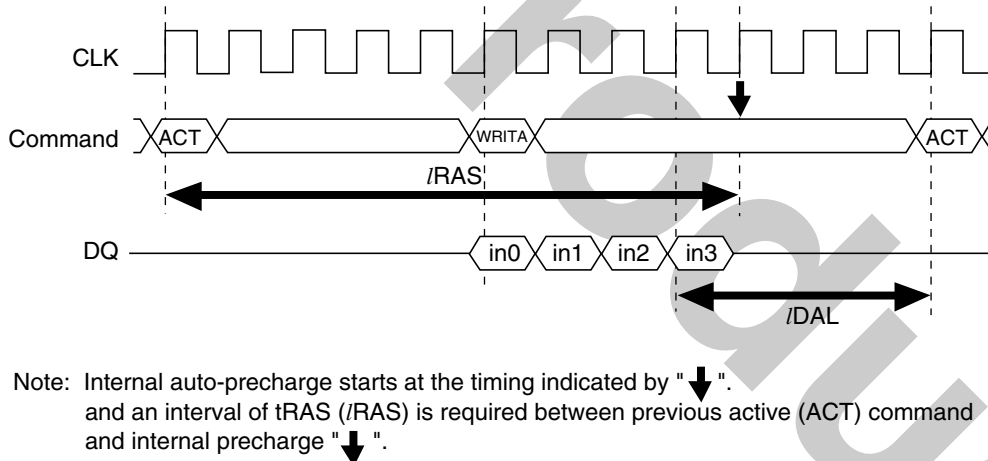 CLK
Command ACT WRITA ACT
lRAS
DQ in0 in1 in2 in3
lDAL
Note: Internal auto-precharge starts at the timing indicated by " ".
and an interval of tRAS (lRAS) is required between previous active (ACT) command
and internal precharge " ".